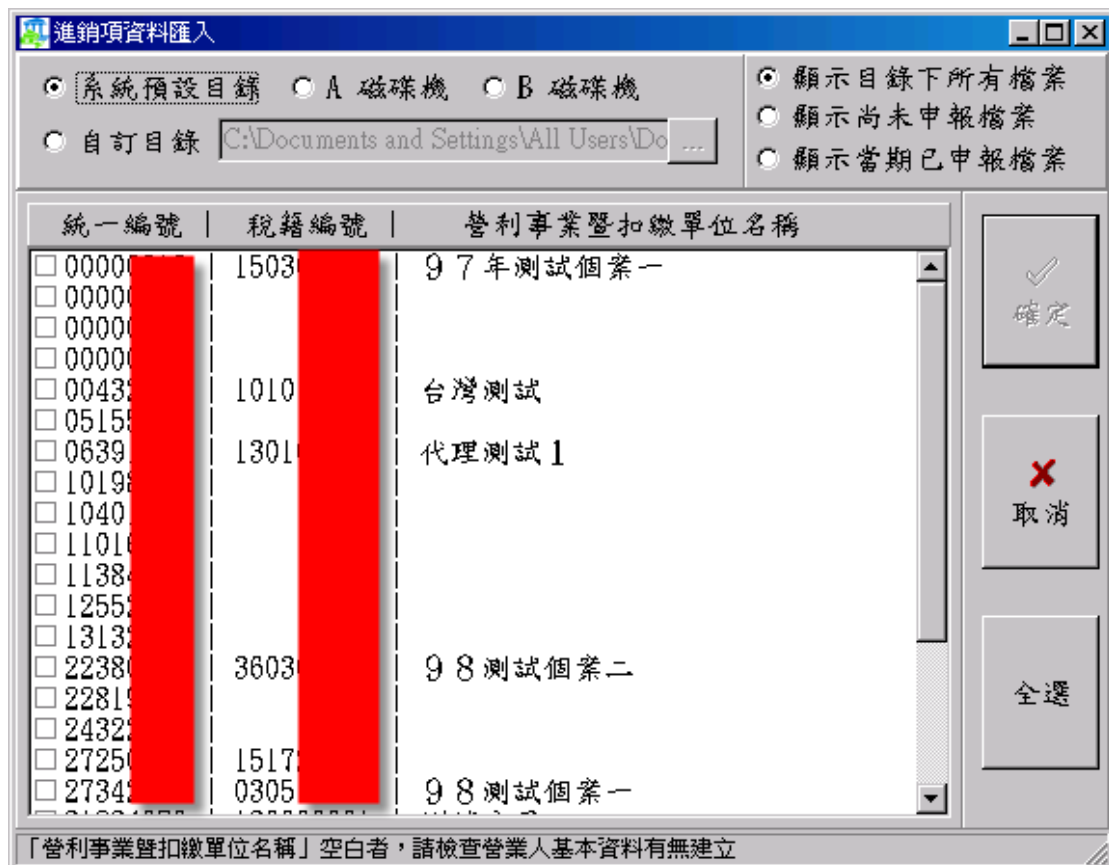 進銷項資料匯入
系統預設目錄 A 磁碟機 B 磁碟機
自訂目錄 C:\Documents and Settings\All Users\Do ...
顯示目錄下所有檔案
顯示尚未申報檔案
顯示當期已申報檔案
統一編號 | 稅籍編號 | 營利事業暨扣繳單位名稱
0000 | 1503 | 97年測試個案一
0000
0000
0000
0043 | 1010 | 台灣測試
0515
0639 | 1301 | 代理測試1
1019
1040
1101
1138
1255
1313
2238 | 3603 | 98測試個案二
2281
2432
2725 | 1517
2734 | 0305 | 98測試個案一
確定
取消
全選
「營利事業暨扣繳單位名稱」空白者，請檢查營業人基本資料有無建立